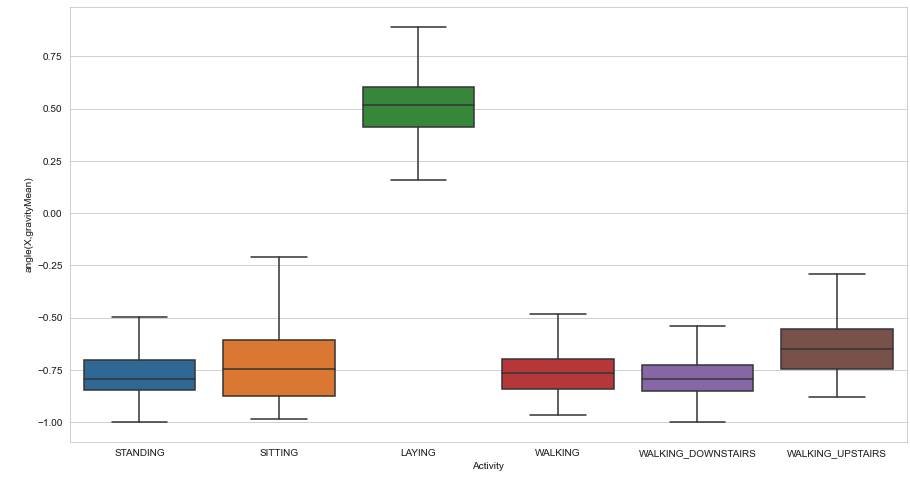 0.75
0.50
0.25
0.00
−0.25
−0.50
−0.75
−1.00
angle(X,gravityMean)
STANDING SITTING LAYING WALKING WALKING_DOWNSTAIRS WALKING_UPSTAIRS
Activity